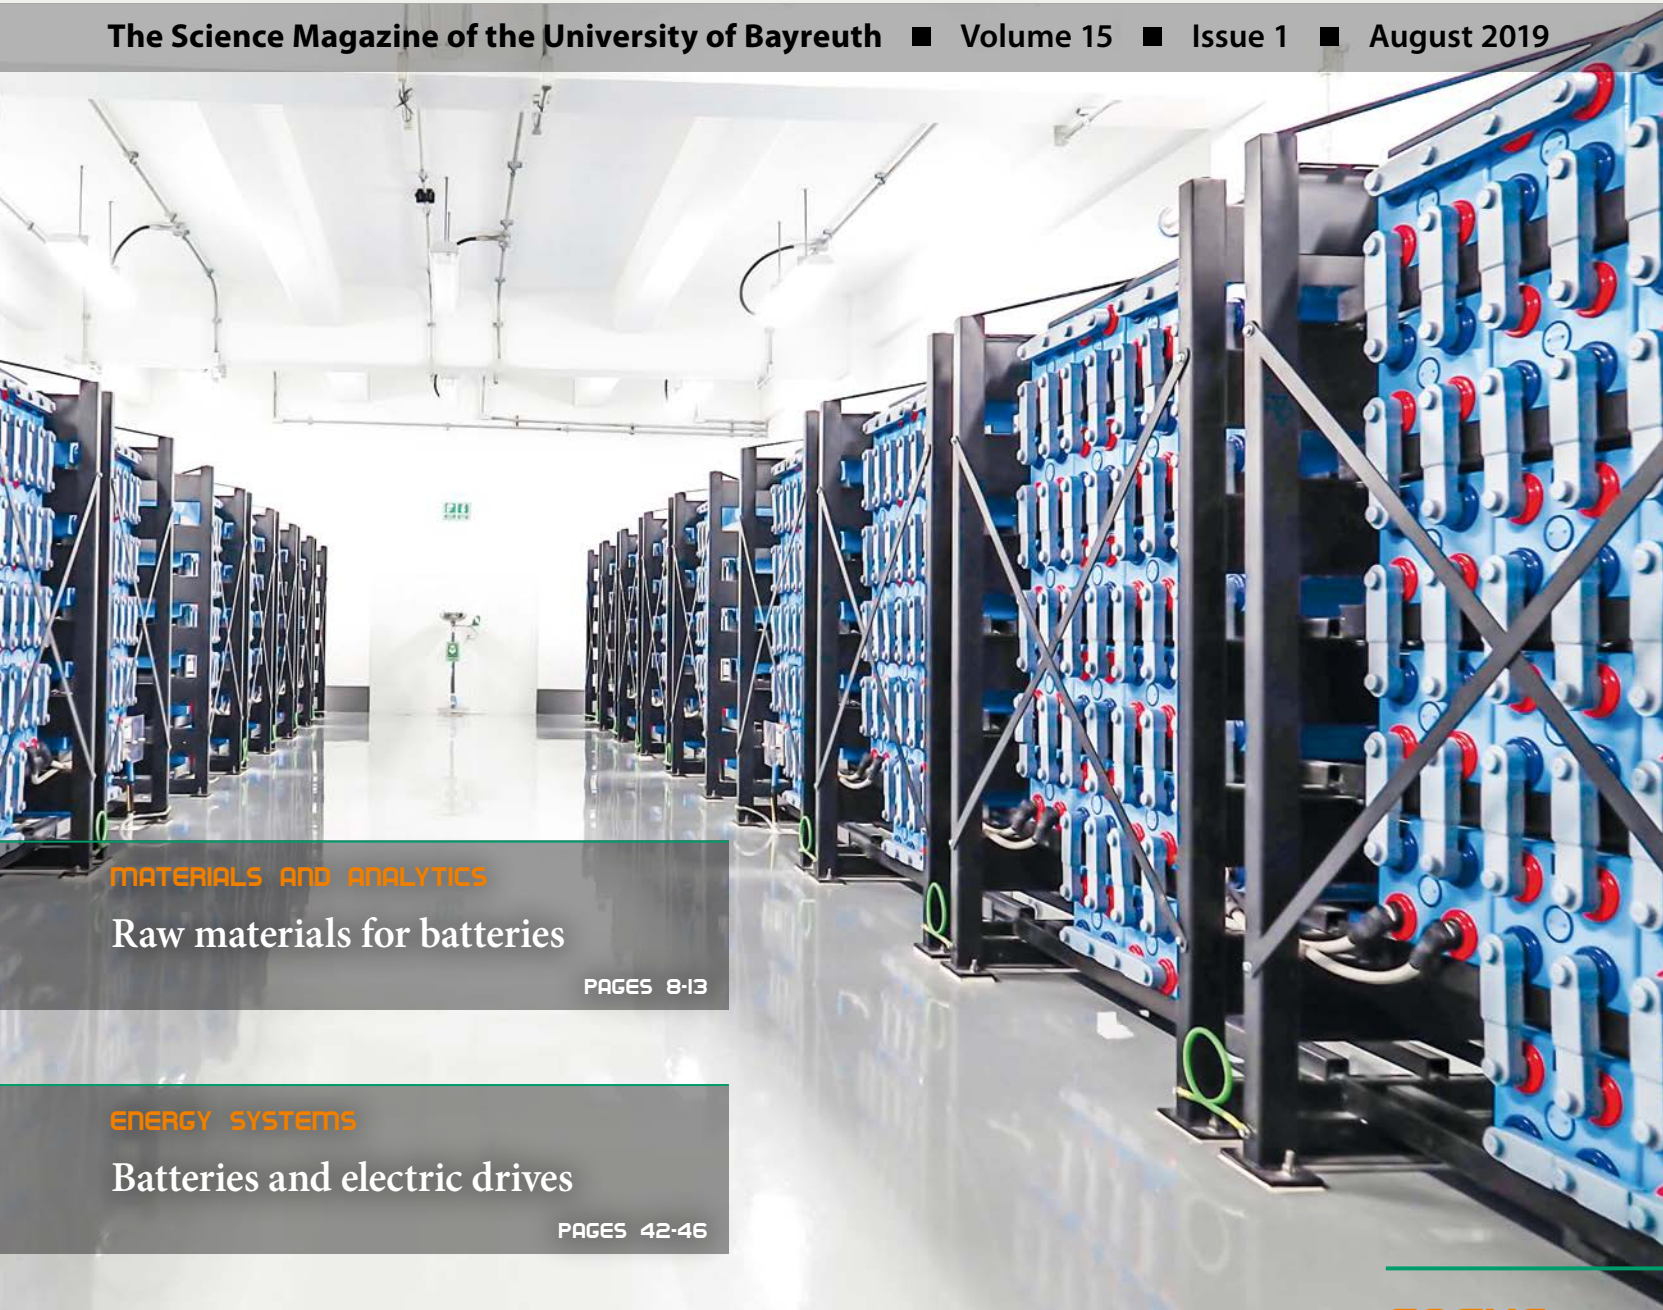 The Science Magazine of the University of Bayreuth ■ Volume 15 ■ Issue 1 ■ August 2019
MATERIALS AND ANALYTICS
Raw materials for batteries
PAGES 8-13
ENERGY SYSTEMS
Batteries and electric drives
PAGES 42-46